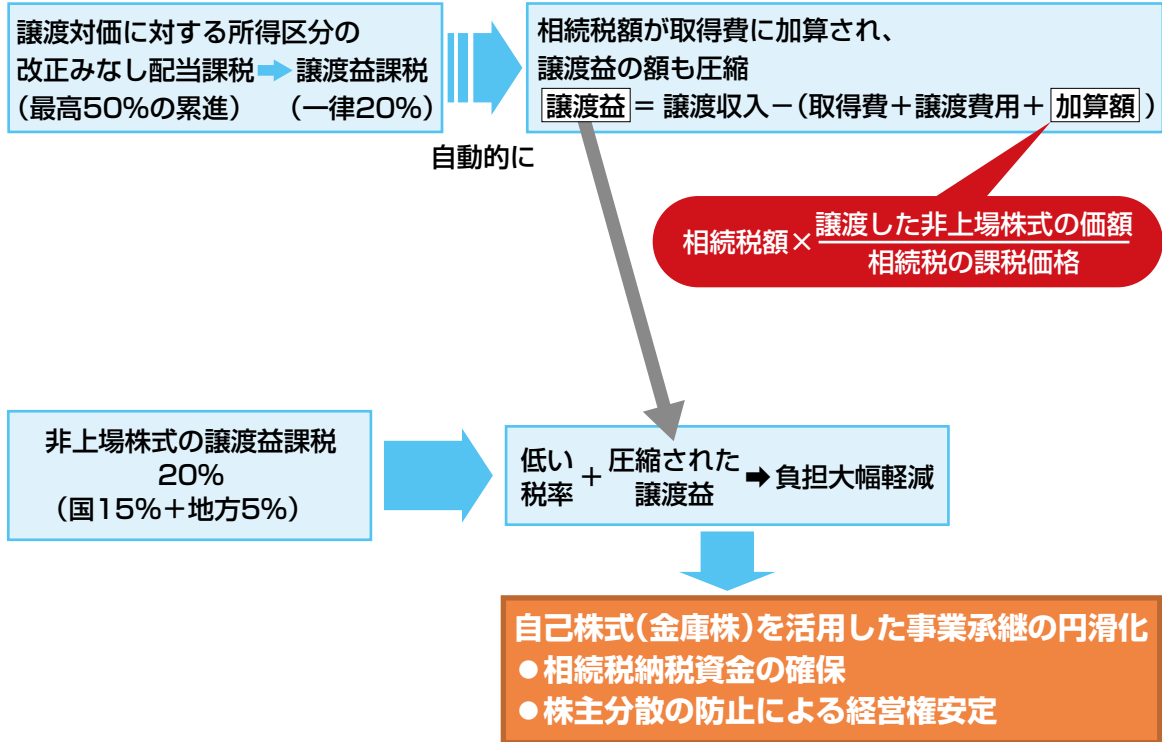 譲渡対価に対する所得区分の
改正みなし配当課税➡譲渡益課税
(最高50%の累進) (一律20%)
自動的に
相続税額が取得費に加算され、
譲渡益の額も圧縮
譲渡益=譲渡収入-(取得費+譲渡費用+加算額)
相続税額×譲渡した非上場株式の価額
相続税の課税価格
非上場株式の譲渡益課税
20%
(国15%+地方5%)
低い税率+圧縮された譲渡益➡負担大幅軽減
自己株式(金庫株)を活用した事業承継の円滑化
●相続税納税資金の確保
●株主分散の防止による経営権安定